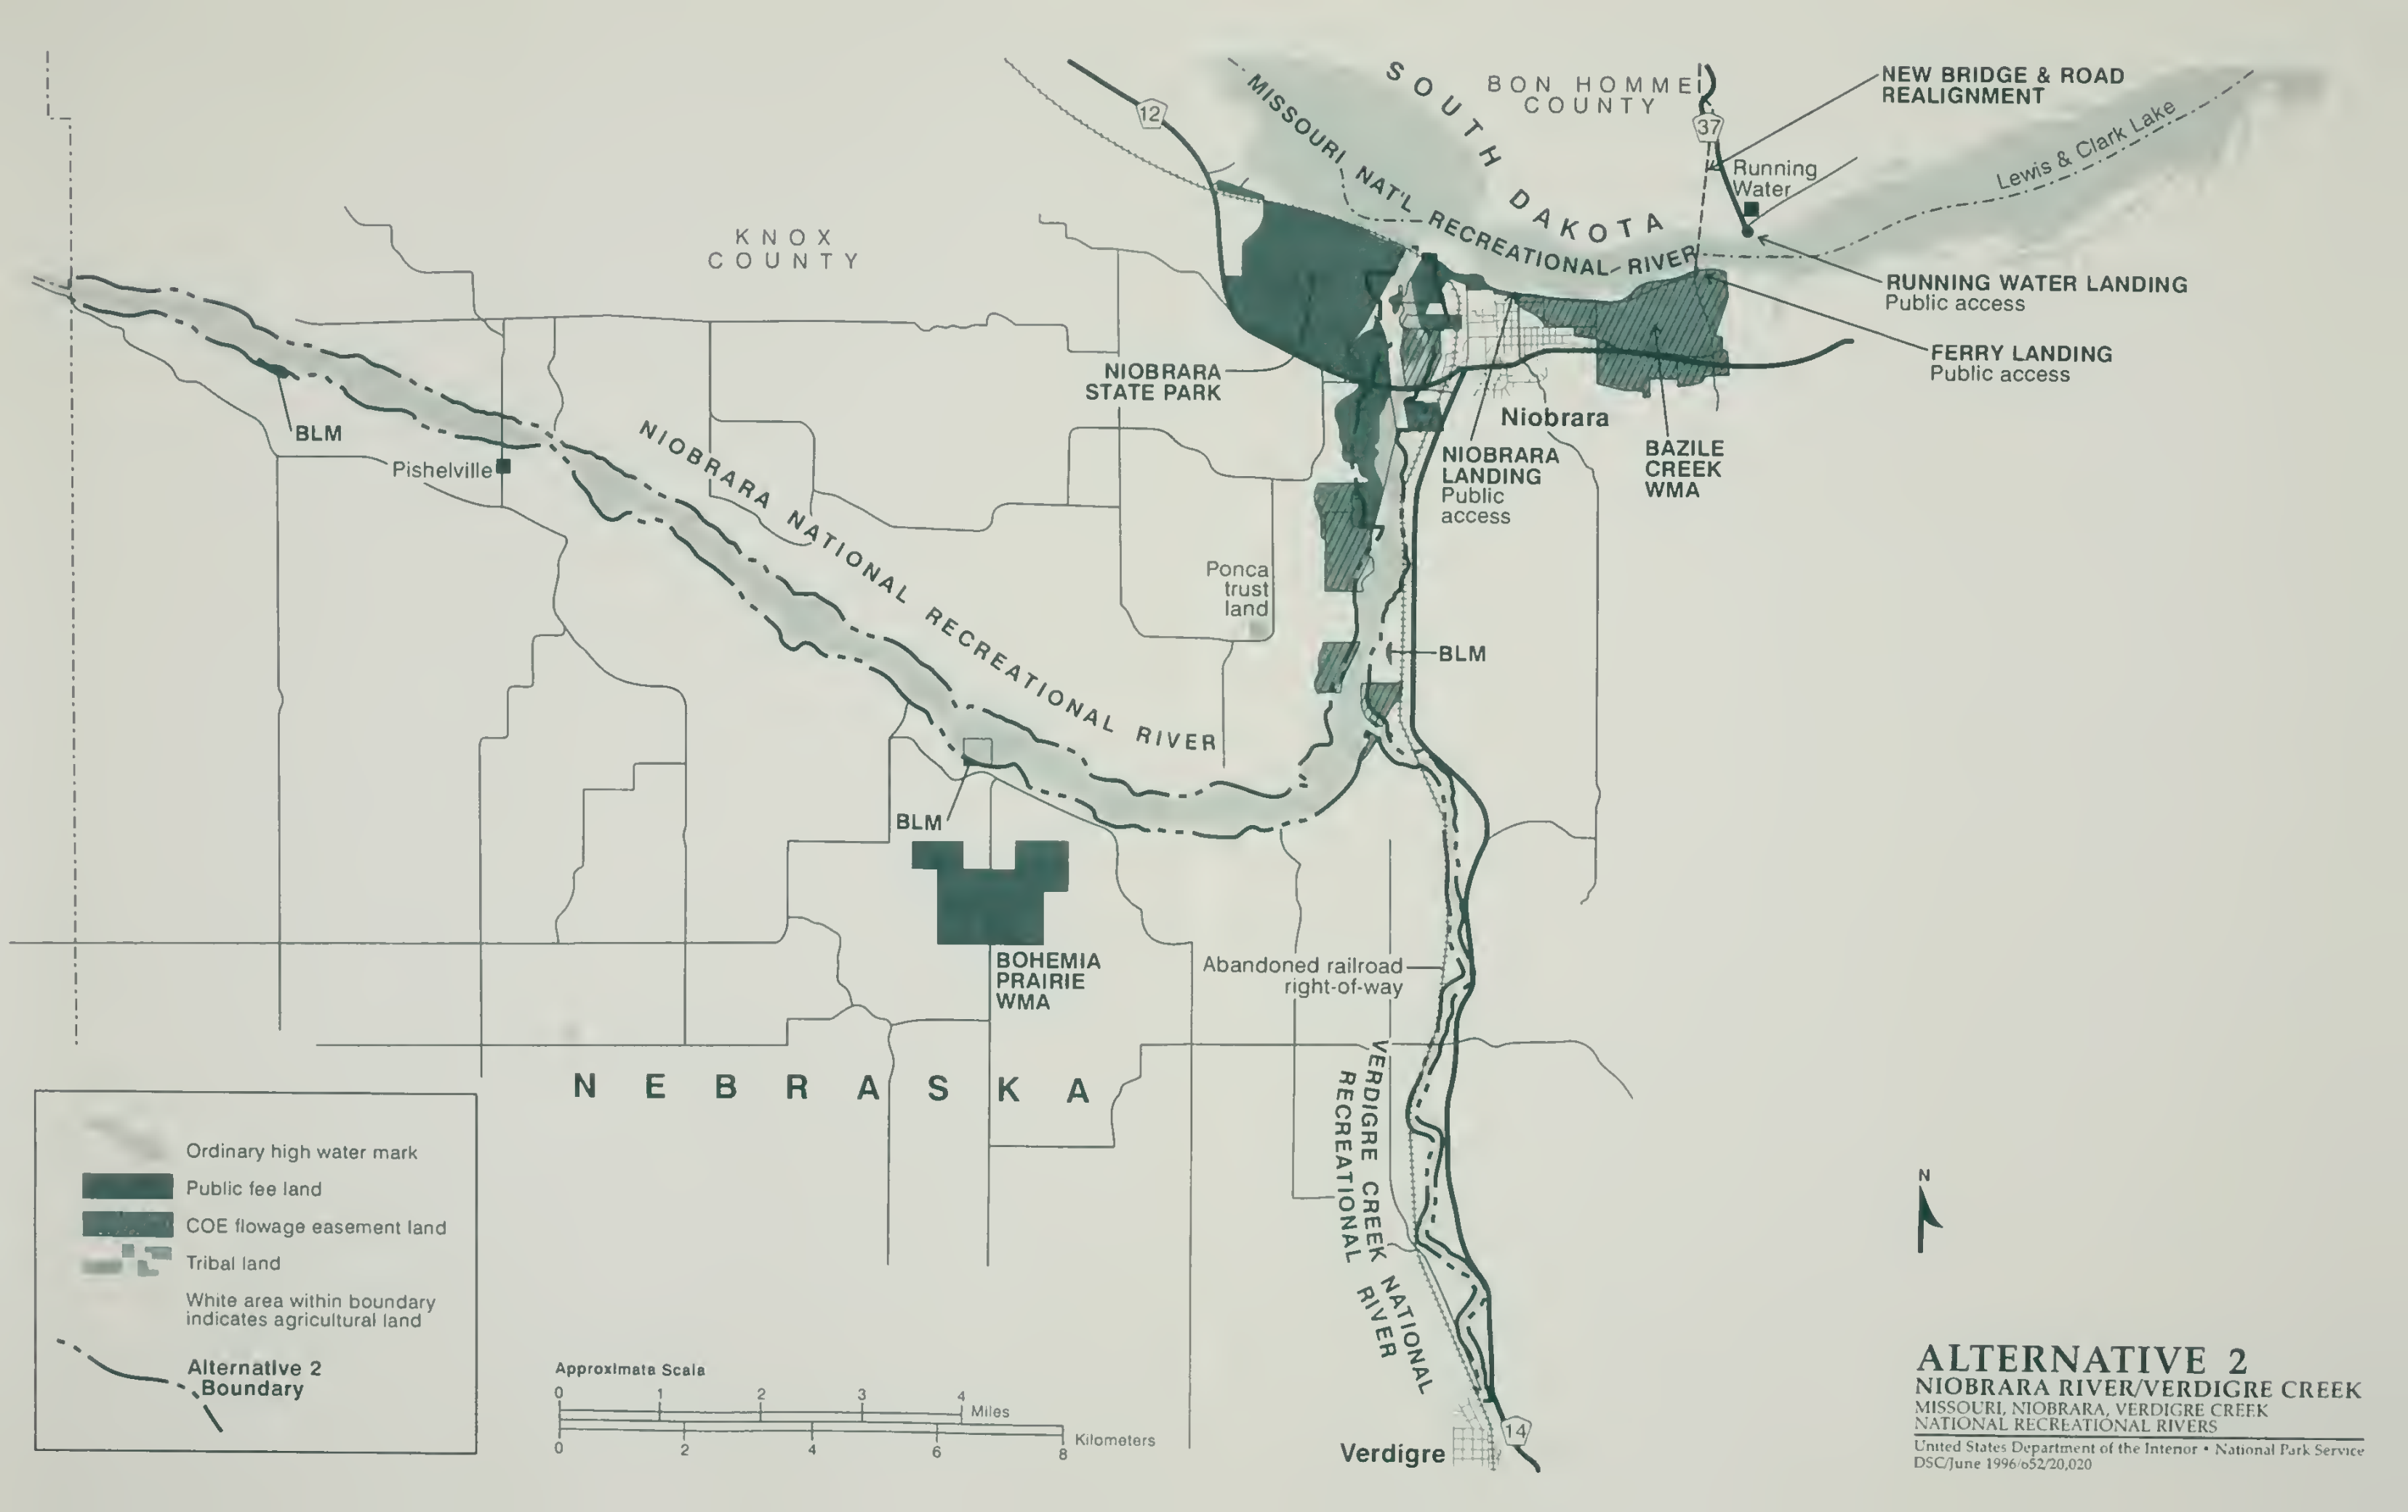 SOUTH DAKOTA
BON HOMME
COUNTY
NEW BRIDGE & ROAD
REALIGNMENT
12
37
MISSOURI NAT'L RECREATIONAL RIVER
Running
Water
Lewis & Clark Lake
KNOX
COUNTY
RUNNING WATER LANDING
Public access
FERRY LANDING
Public access
NIOBRARA
STATE PARK
Niobrara
BLM
Pishelville
NIOBRARA NATIONAL RECREATIONAL RIVER
NIOBRARA
LANDING
Public
access
BAZILE
CREEK
WMA
Ponca
trust
land
BLM
BLM
BOHEMIA
PRAIRIE
WMA
Abandoned railroad
right-of-way
NEBRASKA
VERDIGRE CREEK NATIONAL
RECREATIONAL RIVER
Ordinary high water mark
Public fee land
COE flowage easement land
Tribal land
White area within boundary
indicates agricultural land
Alternative 2
Boundary
Approximata Scala
0 1 2 3 4
Miles
Kilometers
0 2 4 6 8
N
14
Verdigre
ALTERNATIVE 2
NIOBRARA RIVER/VERDIGRE CREEK
MISSOURI, NIOBRARA, VERDIGRE CREEK
NATIONAL RECREATIONAL RIVERS
United States Department of the Interior • National Park Service
DSC/June 1996/652/20,020